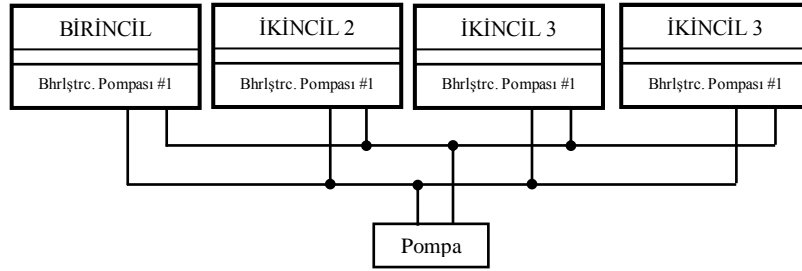 BİRİNCİL
Bhrlştrc. Pompası #1
İKİNCİL 2
Bhrlştrc. Pompası #1
İKİNCİL 3
Bhrlştrc. Pompası #1
İKİNCİL 3
Bhrlştrc. Pompası #1
Pompa